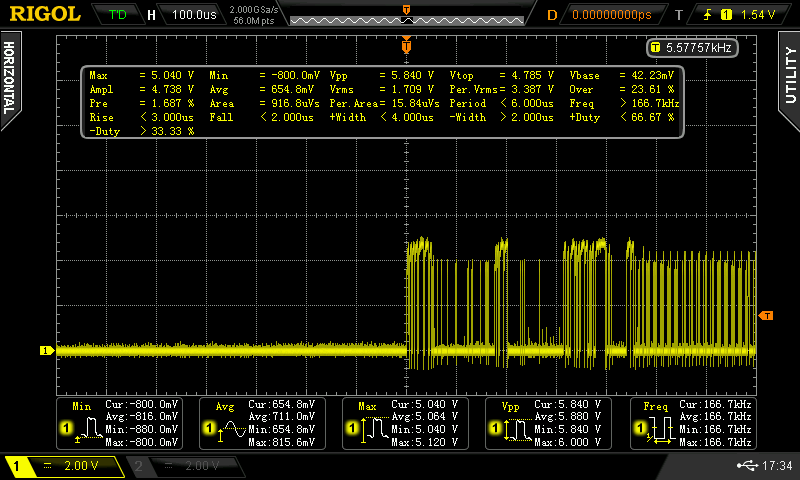 RIGOL T'D H 100.0us 2.000GSa/s 56.0M pts D 0.00000000ps T 1 1.54 V
HORIZONTAL
UTILITY
T
T 5.57757kHz
Max = 5.040 V Min = -800.0mV Vpp = 5.840 V Vtop = 4.785 V Vbase = 42.23mV
Ampl = 4.738 V Avg = 654.8mV Vrms = 1.709 V Per.Vrms= 3.387 V Over = 23.61 %
Pre = 1.687 % Area = 916.8uVs Per.Area= 15.84uVs Period < 6.000us Freq > 166.7kHz
Rise < 3.000us Fall < 2.000us +Width < 4.000us -Width > 2.000us +Duty < 66.67 %
-Duty > 33.33 %
T
1
Min Cur:-800.0mV
Avg:-816.0mV
1 Min:-880.0mV
Max:-800.0mV
Avg Cur:654.8mV
Avg:711.0mV
1 Min:654.8mV
Max:815.6mV
Max Cur:5.040 V
Avg:5.064 V
1 Min:5.040 V
Max:5.120 V
Vpp Cur:5.840 V
Avg:5.880 V
1 Min:5.840 V
Max:6.000 V
Freq Cur:166.7kHz
Avg:166.7kHz
1 Min:166.7kHz
Max:166.7kHz
1 2.00 V 2 2.00 V 17:34